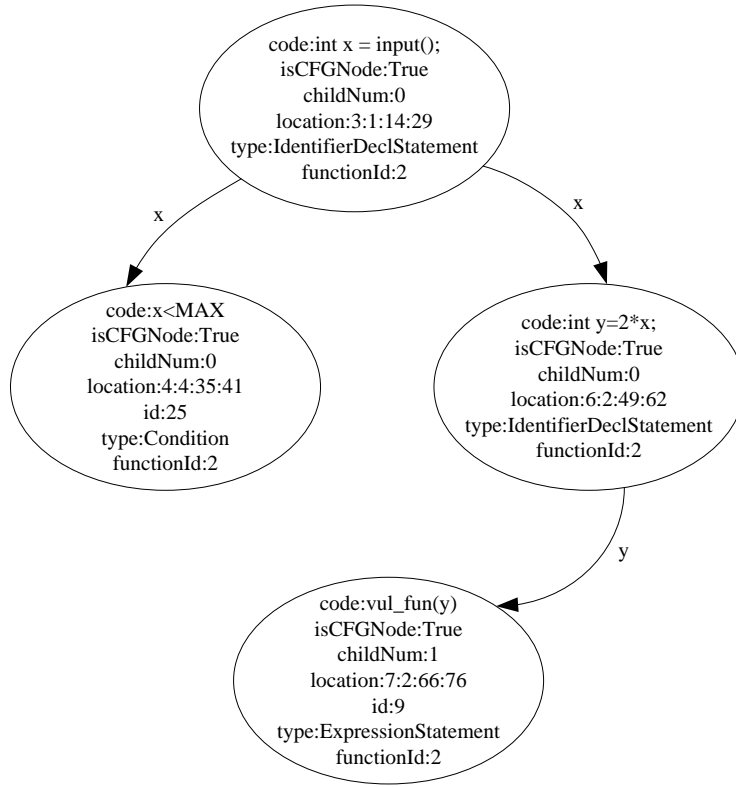 code:int x = input();
isCFGNode:True
childNum:0
location:3:1:14:29
type:IdentifierDeclStatement
functionId:2
x
x
code:x<MAX
isCFGNode:True
childNum:0
location:4:4:35:41
id:25
type:Condition
functionId:2
code:int y=2*x;
isCFGNode:True
childNum:0
location:6:2:49:62
type:IdentifierDeclStatement
functionId:2
y
code:vul_fun(y)
isCFGNode:True
childNum:1
location:7:2:66:76
id:9
type:ExpressionStatement
functionId:2